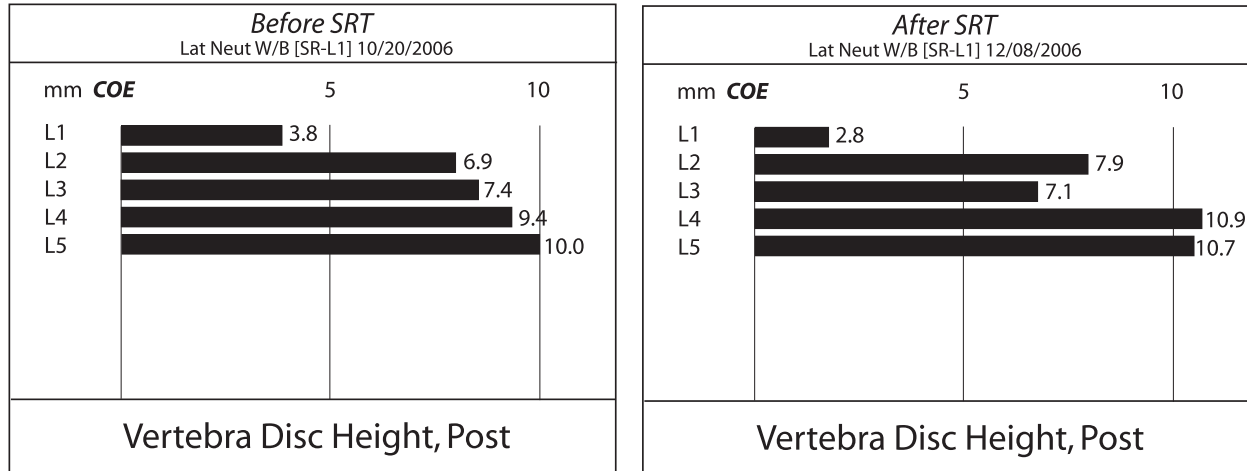 Before SRT
Lat Neut W/B [SR-L1] 10/20/2006
mm COE 5 10
L1 3.8
L2 6.9
L3 7.4
L4 9.4
L5 10.0
Vertebra Disc Height, Post
After SRT
Lat Neut W/B [SR-L1] 12/08/2006
mm COE 5 10
L1 2.8
L2 7.9
L3 7.1
L4 10.9
L5 10.7
Vertebra Disc Height, Post